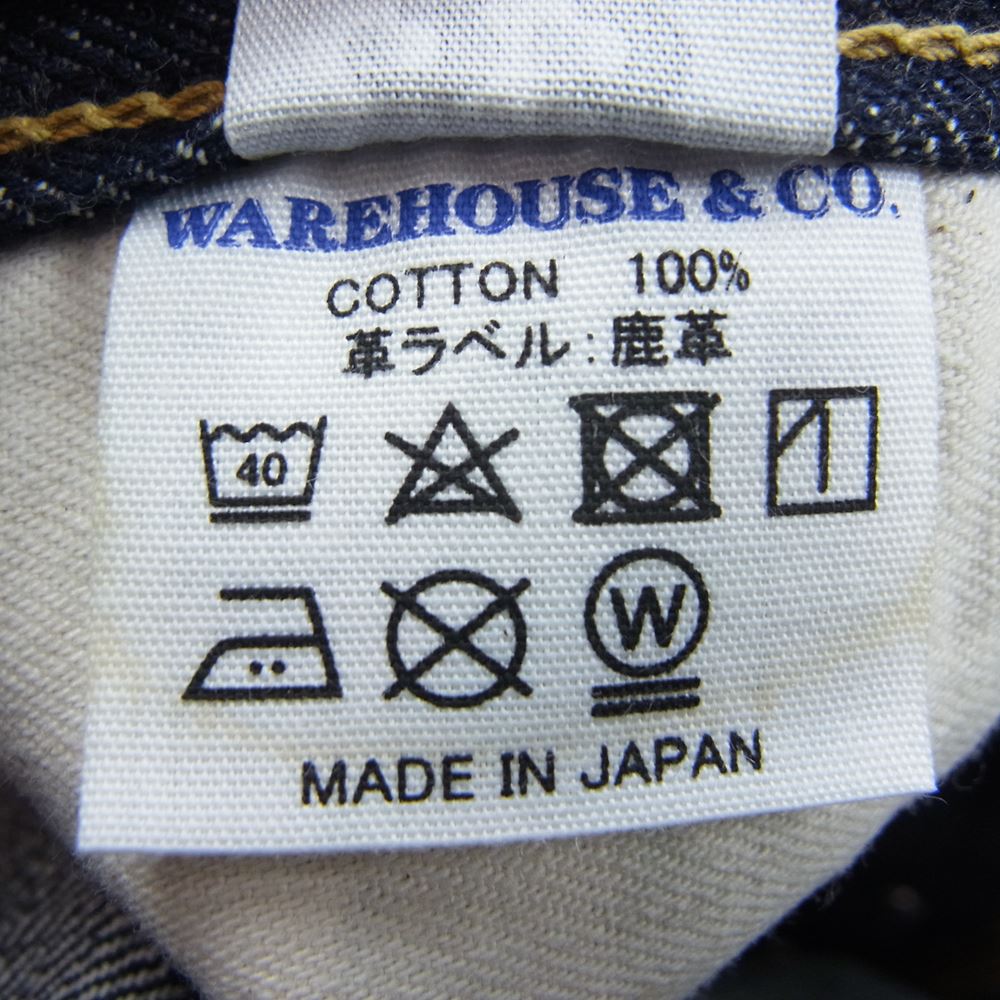 WAREHOUSE & CO.
COTTON 100%
革ラベル:鹿革
40
W
MADE IN JAPAN